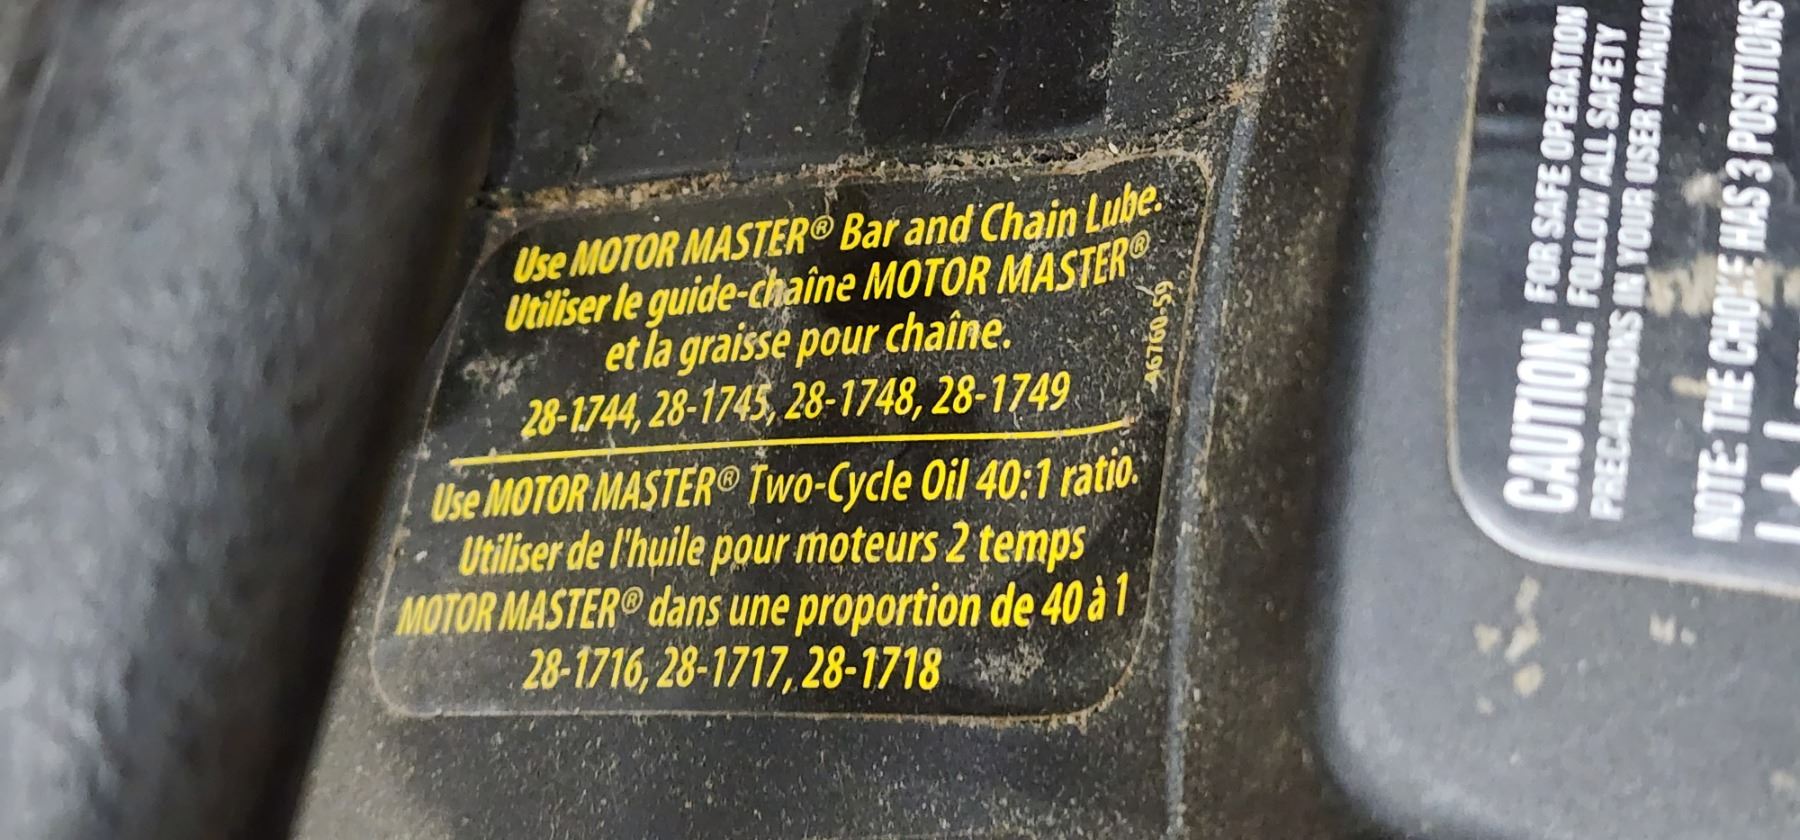 Use MOTOR MASTER® Bar and Chain Lube.
Utiliser le guide-chaîne MOTOR MASTER®
et la graisse pour chaîne.
28-1744, 28-1745, 28-1748, 28-1749
Use MOTOR MASTER® Two-Cycle Oil 40:1 ratio.
Utiliser de l'huile pour moteurs 2 temps
MOTOR MASTER® dans une proportion de 40 à 1
28-1716, 28-1717, 28-1718
CAUTION: FOR SAFE OPERATION
FOLLOW ALL SAFETY
PRECAUTIONS IN YOUR USER MANUAL
NOTE: THE CHOKE HAS 3 POSITIONS